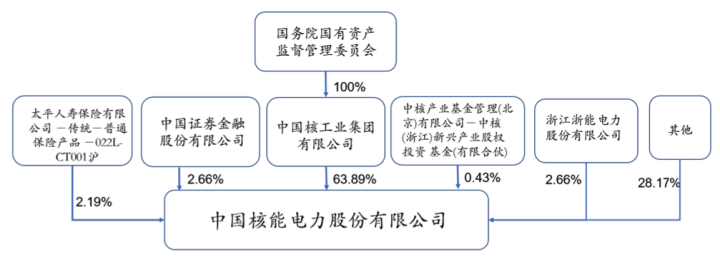 国务院国有资产
监督管理委员会
100%
太平人寿保险有限
公司－传统－普通
保险产品－022L-
CT001沪
中国证券金融
股份有限公司
中国核工业集团
有限公司
中核产业基金管理(北
京)有限公司－中核
(浙江)新兴产业股权
投资基金(有限合伙)
浙江浙能电力
股份有限公司
其他
2.19%
2.66%
63.89%
0.43%
2.66%
28.17%
中国核能电力股份有限公司